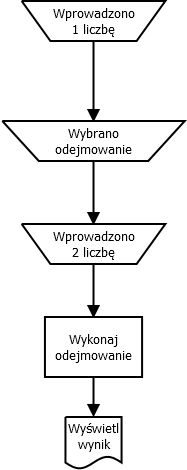 Wprowadzono
1 liczbę
Wybrano
odejmowanie
Wprowadzono
2 liczbę
Wykonaj
odejmowanie
Wyświetl
wynik